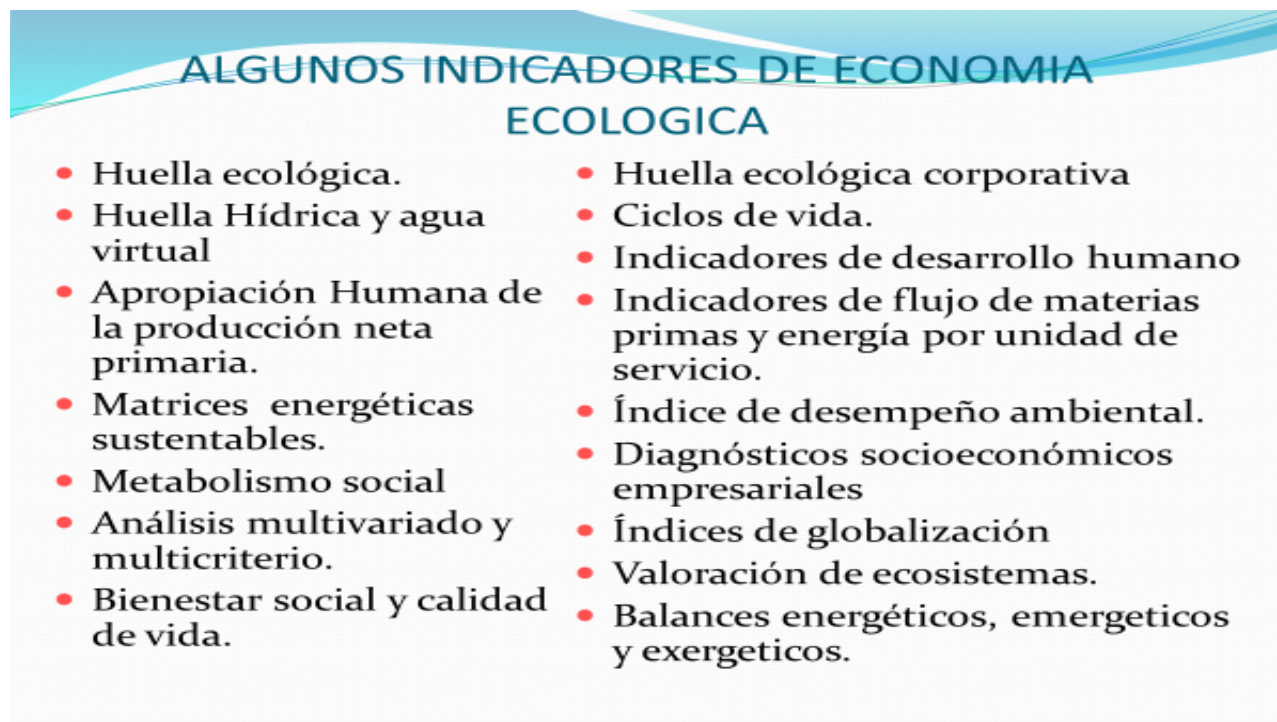 ALGUNOS INDICADORES DE ECONOMIA
ECOLOGICA
• Huella ecológica.
• Huella Hídrica y agua
virtual
• Apropiación Humana de
la producción neta
primaria.
• Matrices energéticas
sustentables.
• Metabolismo social
• Análisis multivariado y
multicriterio.
• Bienestar social y calidad
de vida.
• Huella ecológica corporativa
• Ciclos de vida.
• Indicadores de desarrollo humano
• Indicadores de flujo de materias
primas y energía por unidad de
servicio.
• Índice de desempeño ambiental.
• Diagnósticos socioeconómicos
empresariales
• Índices de globalización
• Valoración de ecosistemas.
• Balances energéticos, emergeticos
y exergeticos.